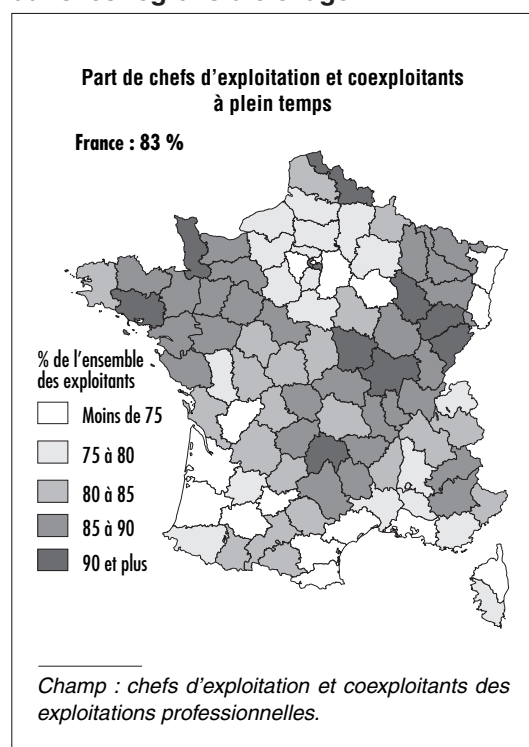 Part de chefs d'exploitation et coexploitants
à plein temps
France : 83 %
% de l'ensemble
des exploitants
Moins de 75
75 à 80
80 à 85
85 à 90
90 et plus
Champ : chefs d'exploitation et coexploitants des
exploitations professionnelles.